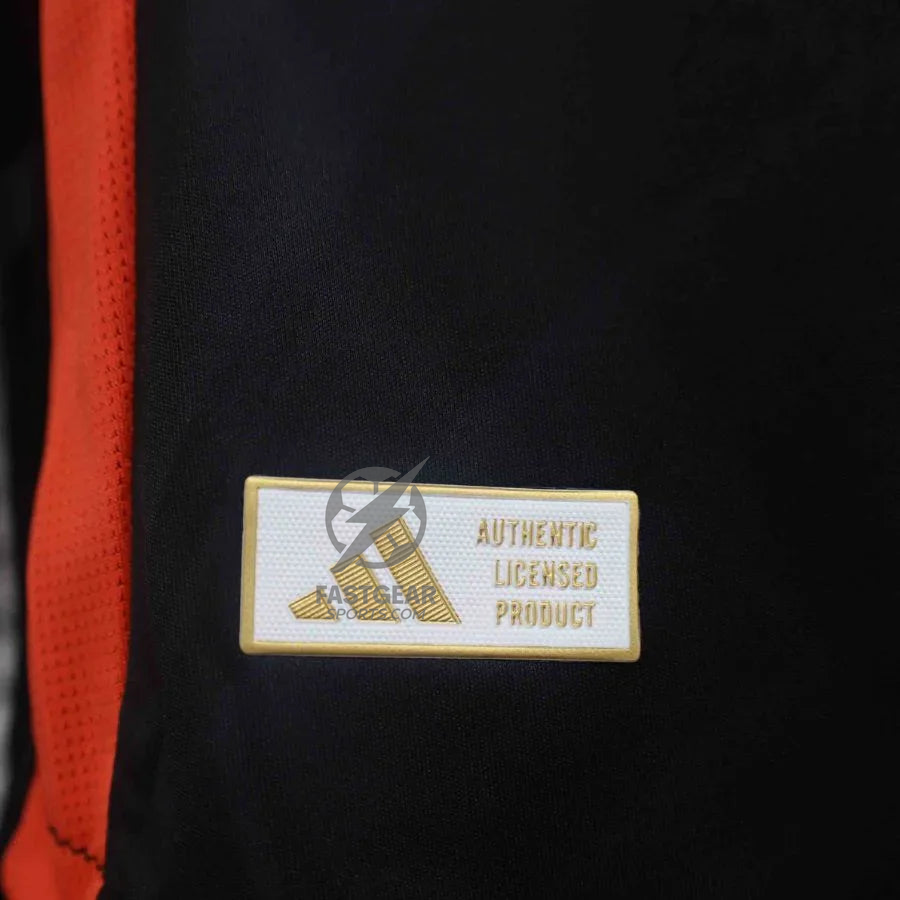 AUTHENTIC
LICENSED
PRODUCT
FASTGEAR
SPORTS.COM